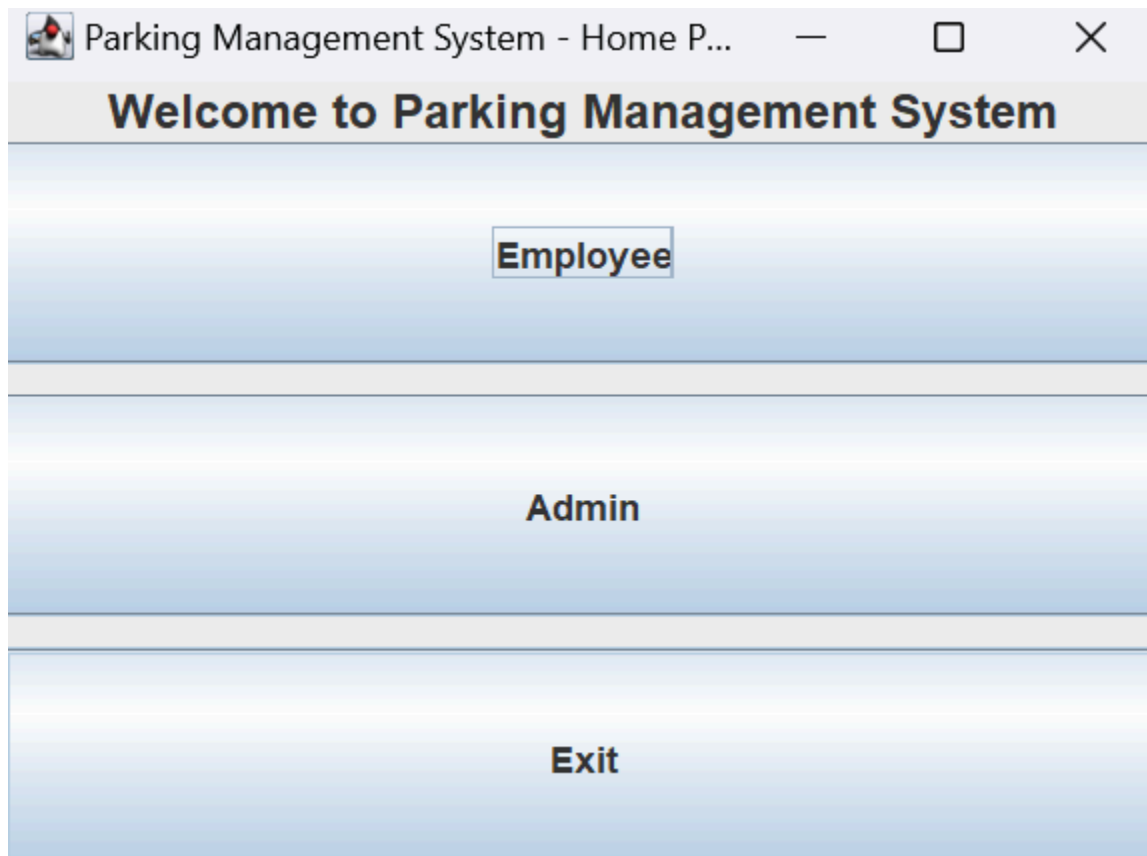 Parking Management System - Home P...
Welcome to Parking Management System
Employee
Admin
Exit